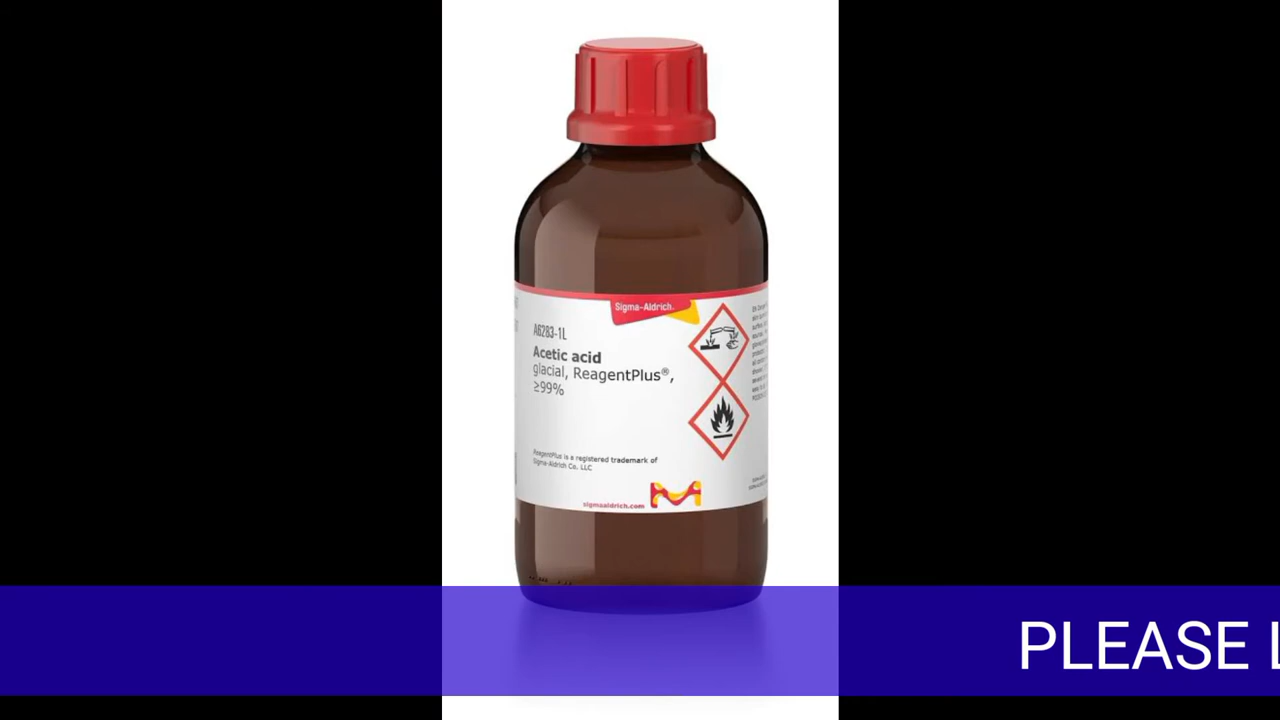 Sigma-Aldrich
A6283-1L
Acetic acid
glacial, ReagentPlus®,
≥99%
ReagentPlus is a registered trademark of
Sigma-Aldrich Co. LLC
sigmaaldrich.com
PLEASE